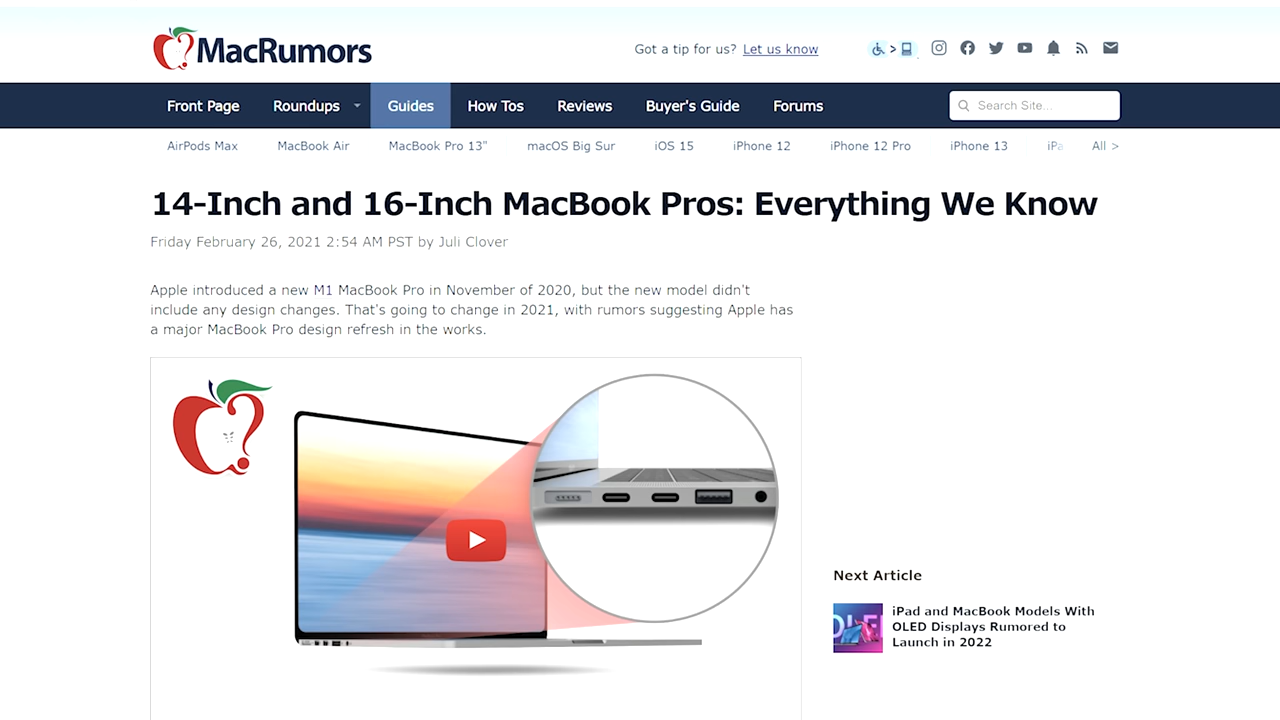 MacRumors
Got a tip for us? Let us know
>
Front Page Roundups Guides How Tos Reviews Buyer's Guide Forums Search Site...
AirPods Max MacBook Air MacBook Pro 13" macOS Big Sur iOS 15 iPhone 12 iPhone 12 Pro iPhone 13 iPa All >
14-Inch and 16-Inch MacBook Pros: Everything We Know
Friday February 26, 2021 2:54 AM PST by Juli Clover
Apple introduced a new M1 MacBook Pro in November of 2020, but the new model didn't
include any design changes. That's going to change in 2021, with rumors suggesting Apple has
a major MacBook Pro design refresh in the works.
Next Article
OLE
iPad and MacBook Models With
OLED Displays Rumored to
Launch in 2022